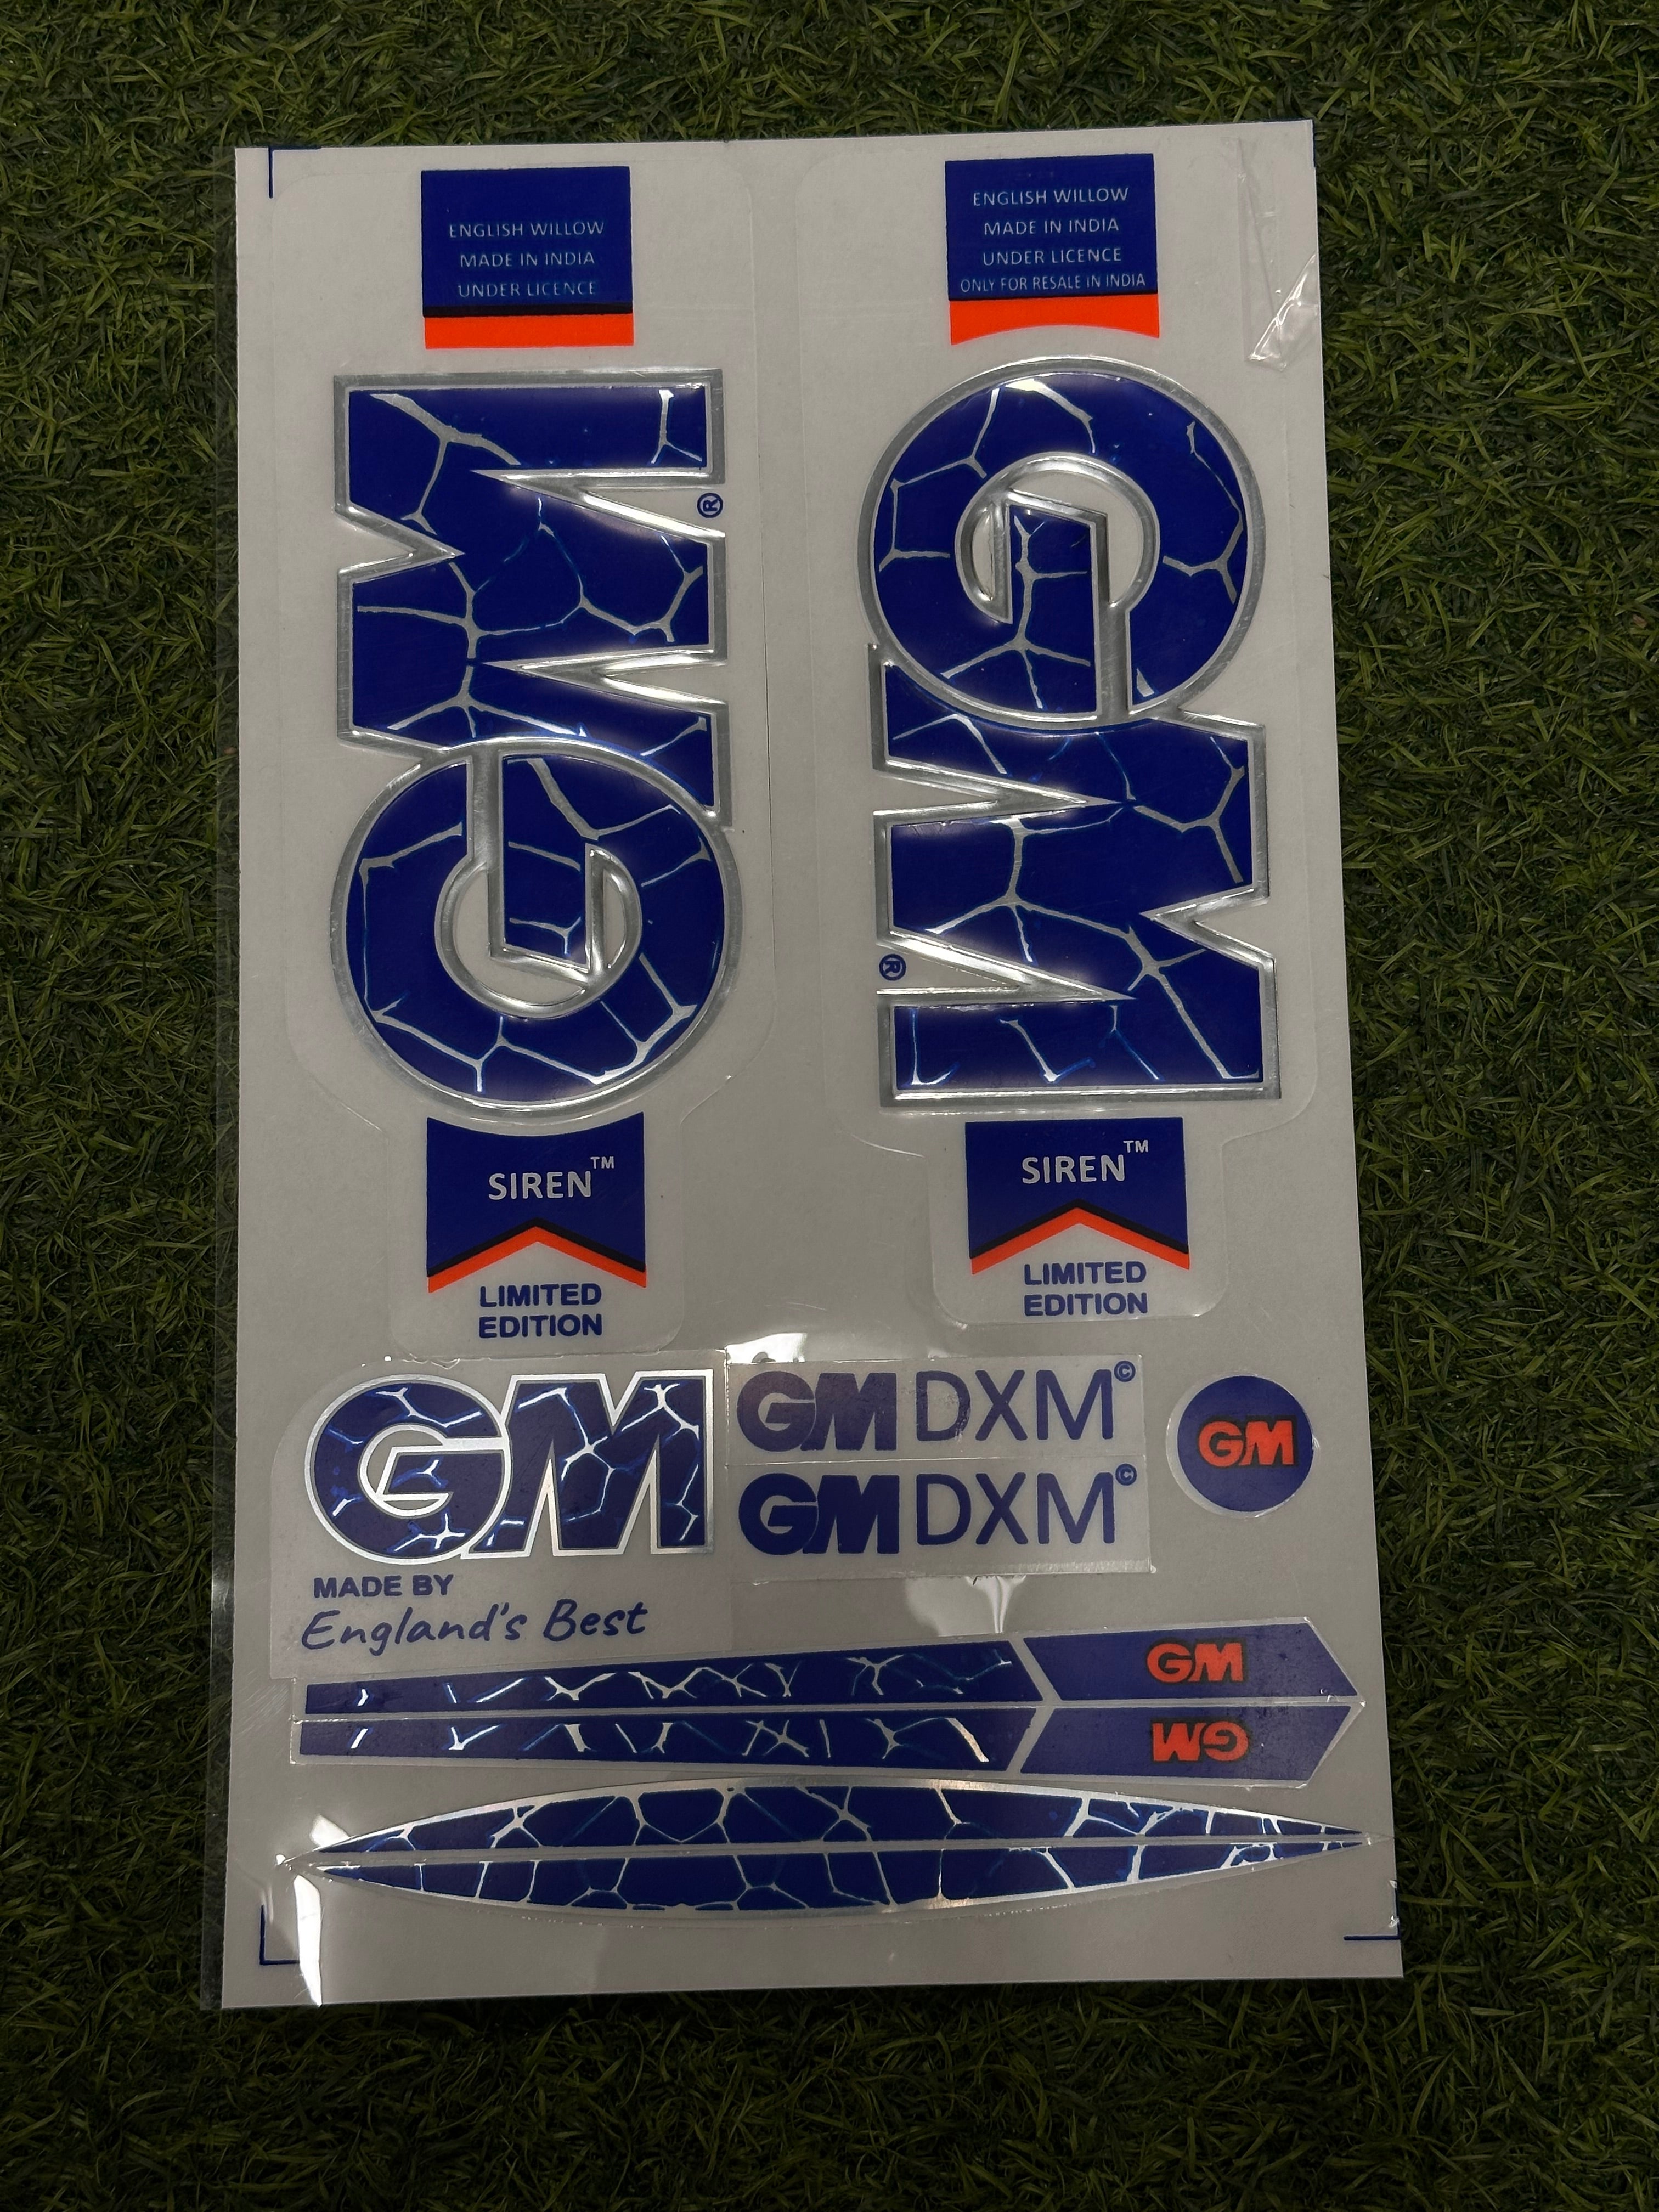 ENGLISH WILLOW
MADE IN INDIA
UNDER LICENCE
GM®
SIREN™
LIMITED
EDITION
ENGLISH WILLOW
MADE IN INDIA
UNDER LICENCE
ONLY FOR RESALE IN INDIA
GM®
SIREN™
LIMITED
EDITION
GM
MADE BY
England's Best
GM DXM©
GM DXM©
GM
GM
GM